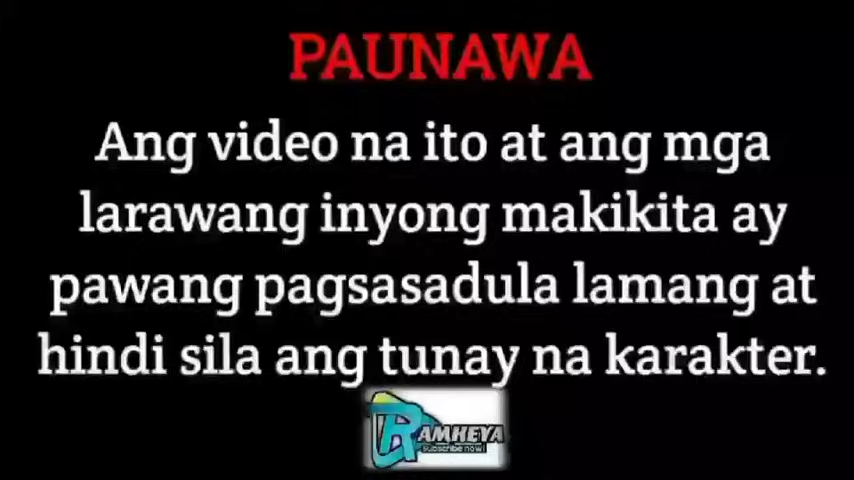 PAUNAWA
Ang video na ito at ang mga
larawang inyong makikita ay
pawang pagsasadula lamang at
hindi sila ang tunay na karakter.
RAMHEYA
subscribe now!